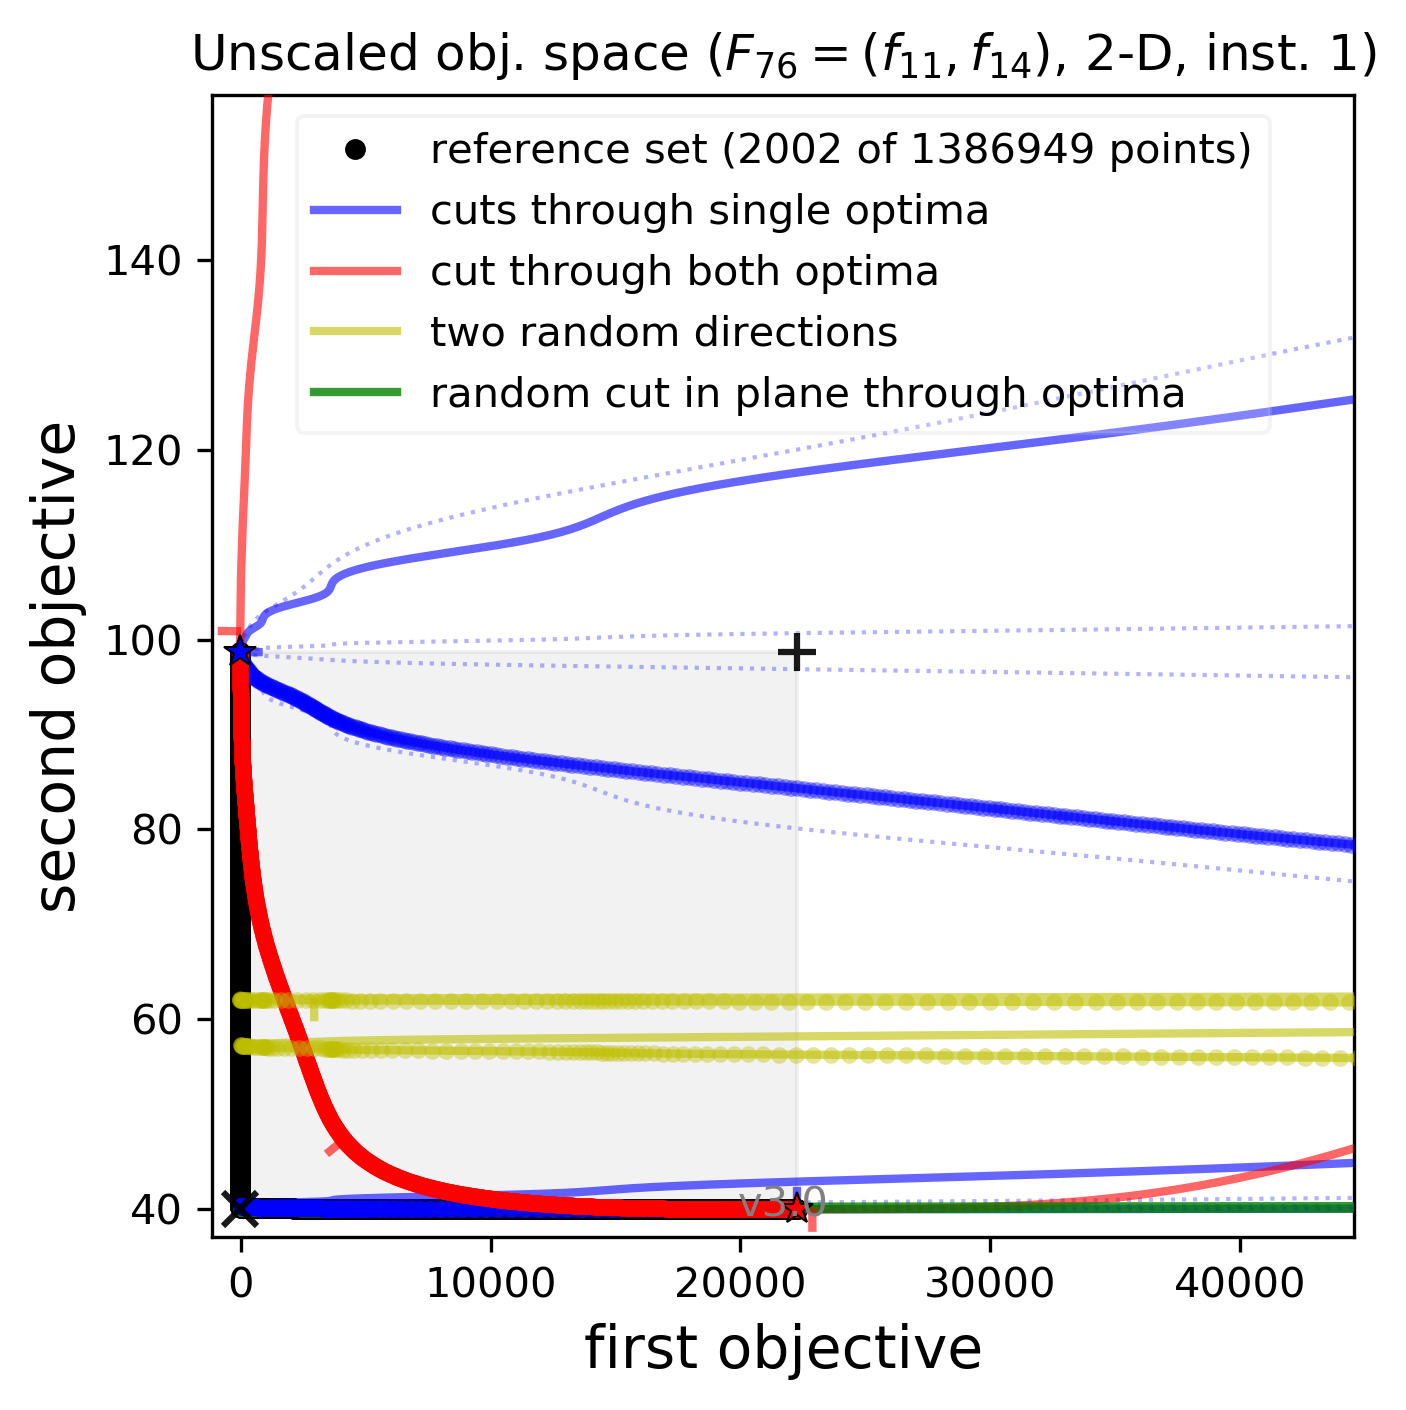 Unscaled obj. space (F₇₆ = (f₁₁, f₁₄), 2-D, inst. 1)
reference set (2002 of 1386949 points)
cuts through single optima
cut through both optima
two random directions
random cut in plane through optima
second objective
140
120
100
80
60
40
v3.0
0 10000 20000 30000 40000
first objective